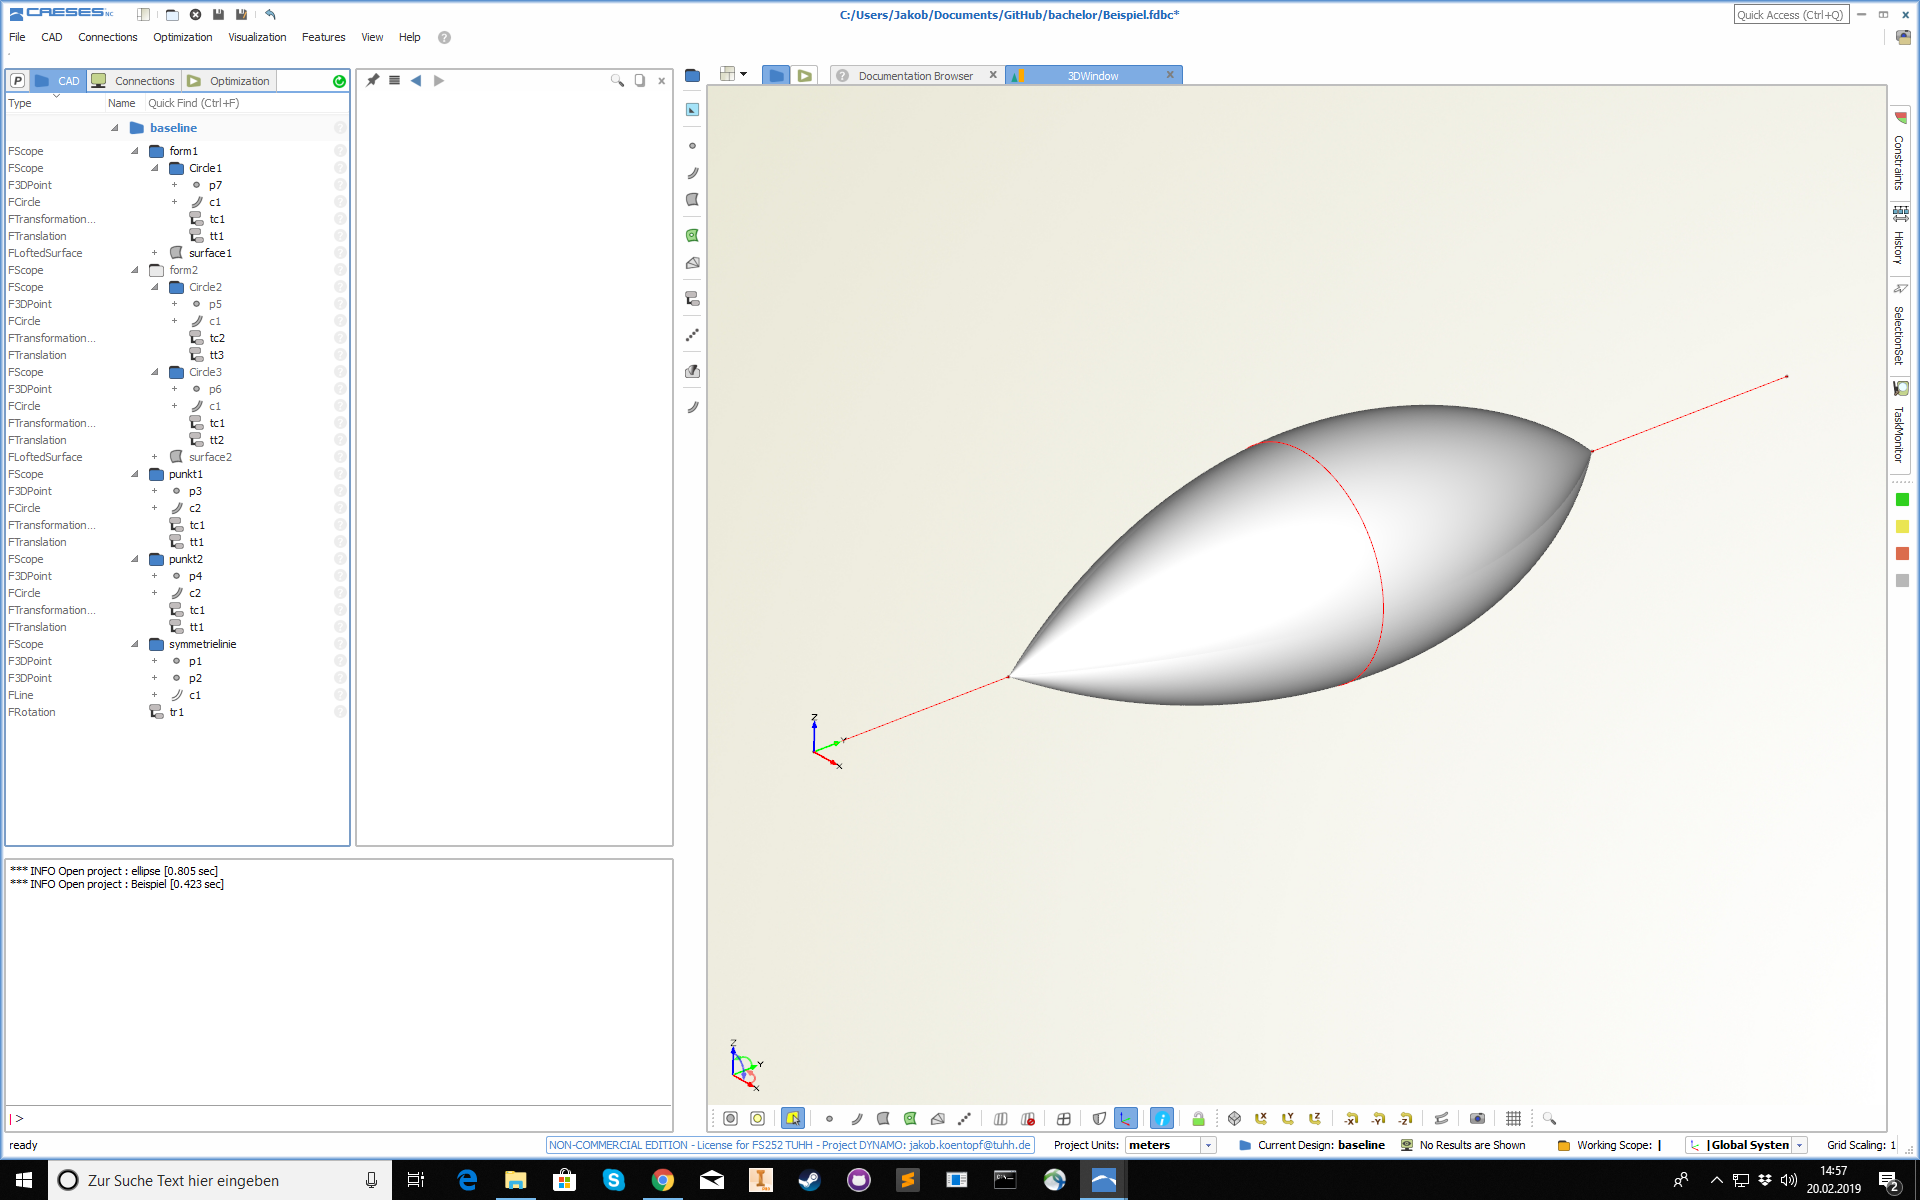 CAESES NC
C:/Users/Jakob/Documents/GitHub/bachelor/Beispiel.fdbc*
Quick Access (Ctrl+Q)
File CAD Connections Optimization Visualization Features View Help
P CAD Connections Optimization
Documentation Browser
3DWindow
Type Name Quick Find (Ctrl+F)
baseline
FScope form1
FScope Circle1
F3DPoint p7
FCircle c1
FTransformation... tc1
FTranslation tt1
FLoftedSurface surface1
FScope form2
FScope Circle2
F3DPoint p5
FCircle c1
FTransformation... tc2
FTranslation tt3
FScope Circle3
F3DPoint p6
FCircle c1
FTransformation... tc1
FTranslation tt2
FLoftedSurface surface2
FScope punkt1
F3DPoint p3
FCircle c2
FTransformation... tc1
FTranslation tt1
FScope punkt2
F3DPoint p4
FCircle c2
FTransformation... tc1
FTranslation tt1
FScope symmetrielinie
F3DPoint p1
F3DPoint p2
FLine c1
FRotation tr1
Constraints
History
SelectionSet
TaskMonitor
Z
Y
X
Z
Y
X
*** INFO Open project : ellipse [0.805 sec]
*** INFO Open project : Beispiel [0.423 sec]
|>
X Y Z -X -Y -Z
ready
NON-COMMERCIAL EDITION - License for FS252 TUHH - Project DYNAMO: jakob.koentopf@tuhh.de
Project Units: meters
Current Design: baseline
No Results are Shown
Working Scope: |
|Global Systen
Grid Scaling: 1
Zur Suche Text hier eingeben
14:57
20.02.2019
2